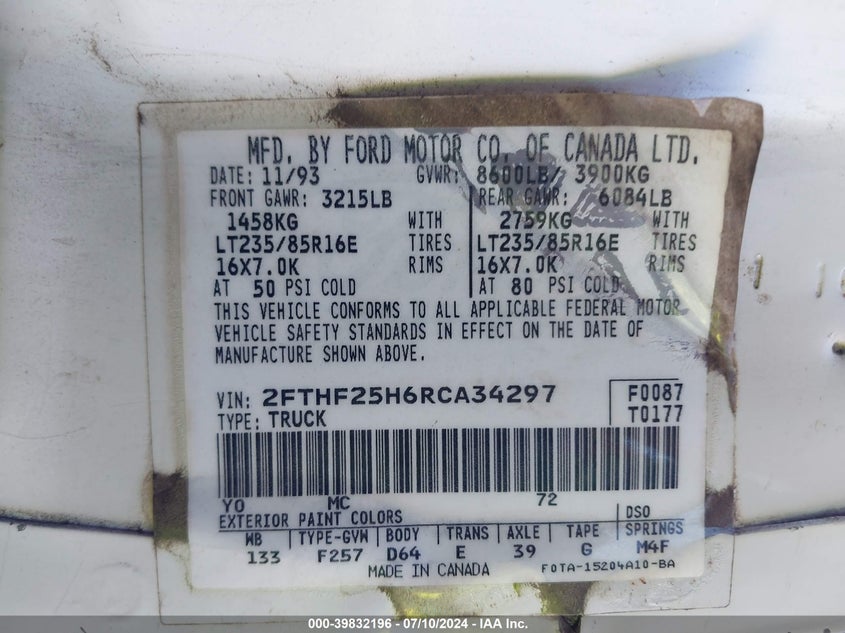 MFD. BY FORD MOTOR CO. OF CANADA LTD.
DATE: 11/93 GVWR: 8600LB/ 3900KG
FRONT GAWR: 3215LB REAR GAWR: 6084LB
1458KG WITH 2759KG WITH
LT235/85R16E TIRES LT235/85R16E TIRES
16X7.0K RIMS 16X7.0K RIMS
AT 50 PSI COLD AT 80 PSI COLD
THIS VEHICLE CONFORMS TO ALL APPLICABLE FEDERAL MOTOR
VEHICLE SAFETY STANDARDS IN EFFECT ON THE DATE OF
MANUFACTURE SHOWN ABOVE.
VIN: 2FTHF25H6RCA34297 F0087
TYPE: TRUCK T0177
YO MC 72
EXTERIOR PAINT COLORS DSO
WB TYPE-GVW BODY TRANS AXLE TAPE SPRINGS
133 F257 D64 E 39 G M4F
MADE IN CANADA F0TA-15204A10-BA
000-39832196 - 07/10/2024 - IAA Inc.